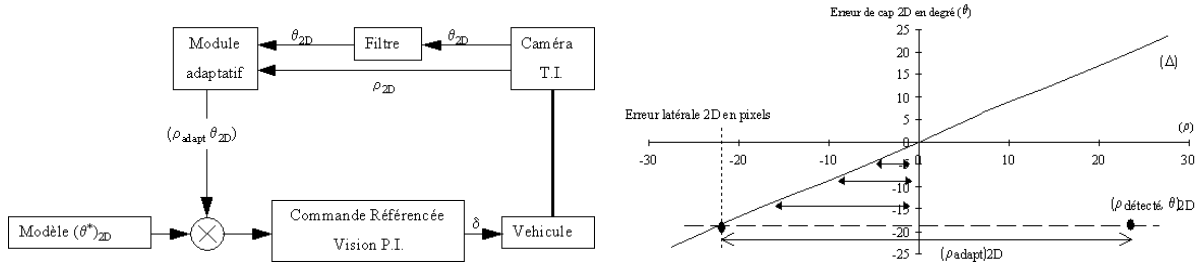 Module
adaptatif
θ2D
Filtre
θ2D
Caméra
T.I.
ρ2D
(ρadapt θ2D)
Modèle (θ*)2D
Commande Référencée
Vision P.I.
δ
Vehicule
Erreur de cap 2D en degré (θ)
25
20
15
10
5
0
-5
-10
-15
-20
-25
(Δ)
Erreur latérale 2D en pixels
(ρ)
-30
-20
-10
0
10
20
30
(ρ détecté, θ)2D
(ρ adapt)2D